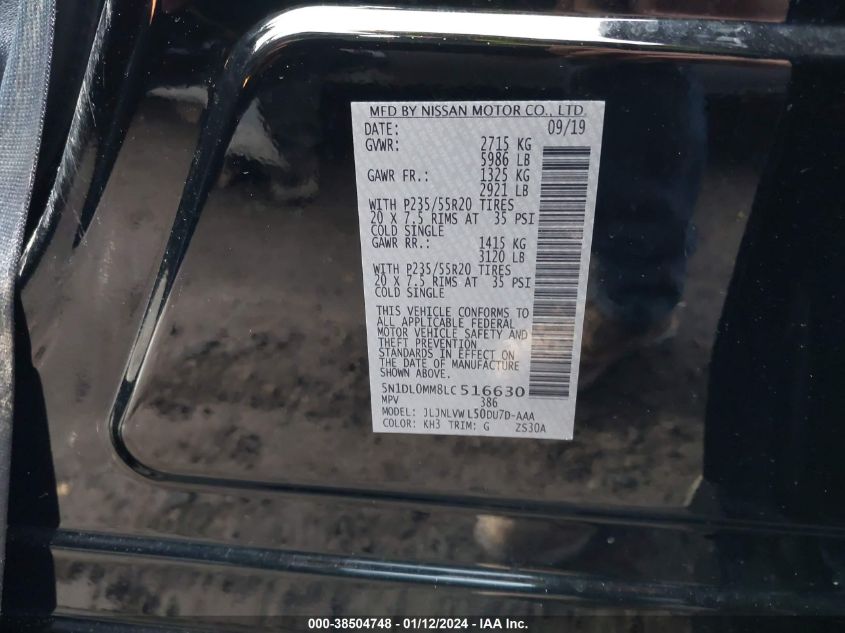 MFD BY NISSAN MOTOR CO., LTD.
DATE: 09/19
GVWR: 2715 KG
5986 LB
GAWR FR.: 1325 KG
2921 LB
WITH P235/55R20 TIRES
20 X 7.5 RIMS AT 35 PSI
COLD SINGLE
GAWR RR.: 1415 KG
3120 LB
WITH P235/55R20 TIRES
20 X 7.5 RIMS AT 35 PSI
COLD SINGLE
THIS VEHICLE CONFORMS TO
ALL APPLICABLE FEDERAL
MOTOR VEHICLE SAFETY AND
THEFT PREVENTION
STANDARDS IN EFFECT ON
THE DATE OF MANUFACTURE
SHOWN ABOVE.
5N1DL0MM8LC516630
MPV 386
MODEL: JLJNLVWL50DU7D-AAA
COLOR: KH3 TRIM: G ZS30A
000-38504748 - 01/12/2024 - IAA Inc.